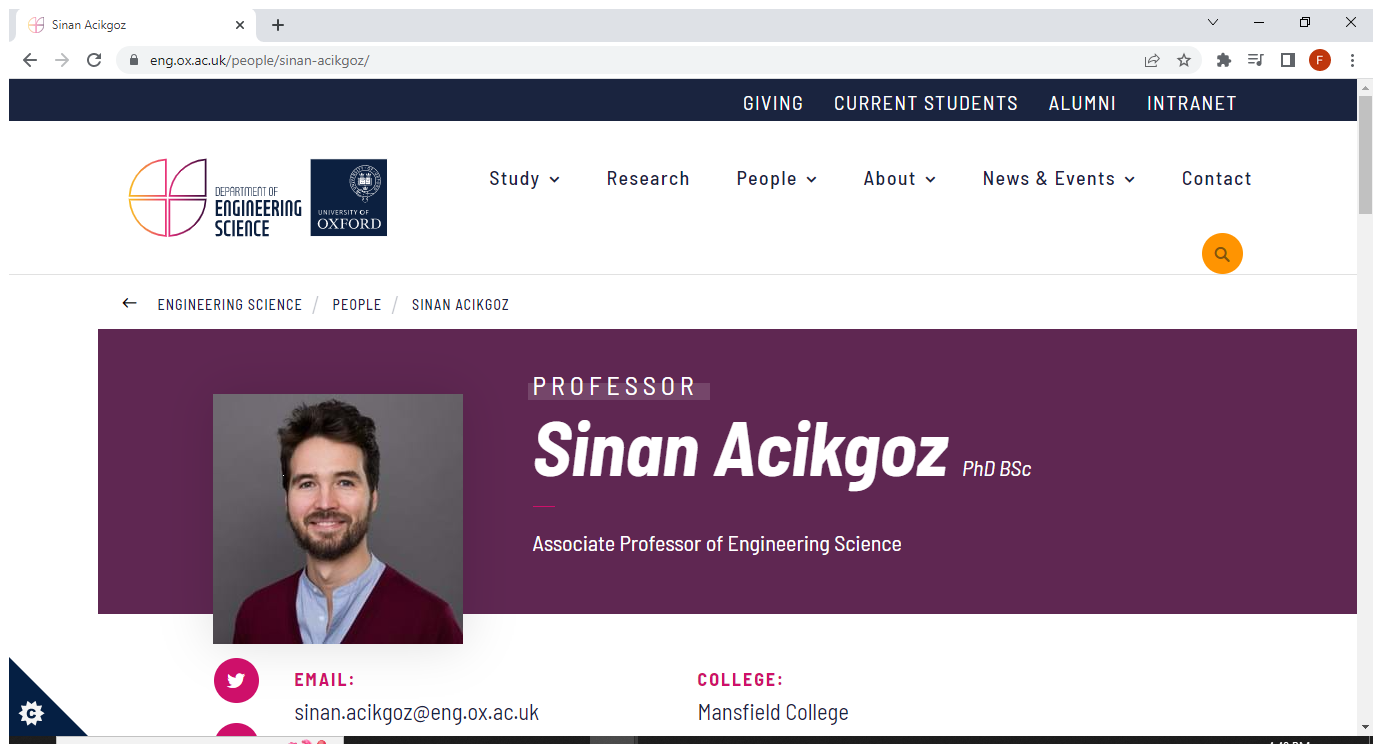 Sinan Acikgoz
eng.ox.ac.uk/people/sinan-acikgoz/
F
GIVING CURRENT STUDENTS ALUMNI INTRANET
DEPARTMENT OF
ENGINEERING
SCIENCE
UNIVERSITY OF
OXFORD
Study Research People About News & Events Contact
ENGINEERING SCIENCE / PEOPLE / SINAN ACIKGOZ
PROFESSOR
Sinan Acikgoz PhD BSc
Associate Professor of Engineering Science
EMAIL:
sinan.acikgoz@eng.ox.ac.uk
COLLEGE:
Mansfield College
C